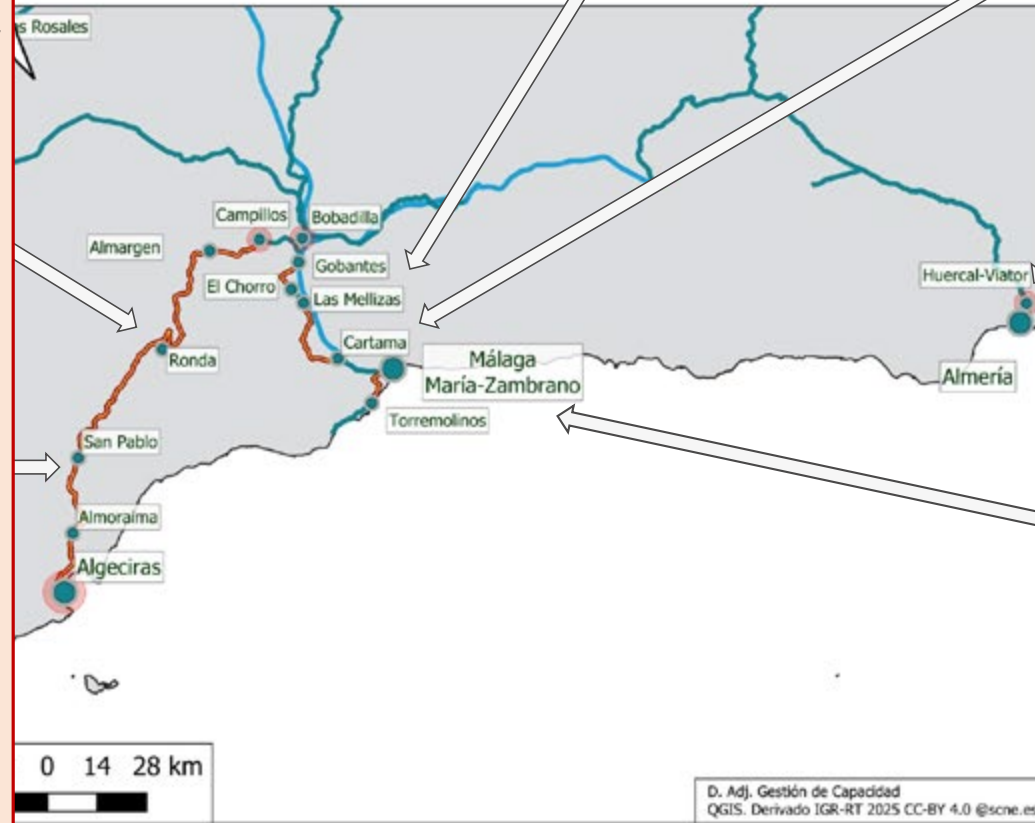 s Rosales
Campillos
Bobadilla
Almargen
Gobantes
El Chorro
Las Mellizas
Huercal-Viator
Cartama
Ronda
Málaga
María-Zambrano
Almería
Torremolinos
San Pablo
Almoraima
Algeciras
0 14 28 km
D. Adj. Gestión de Capacidad
QGIS. Derivado IGR-RT 2025 CC-BY 4.0 @scne.es